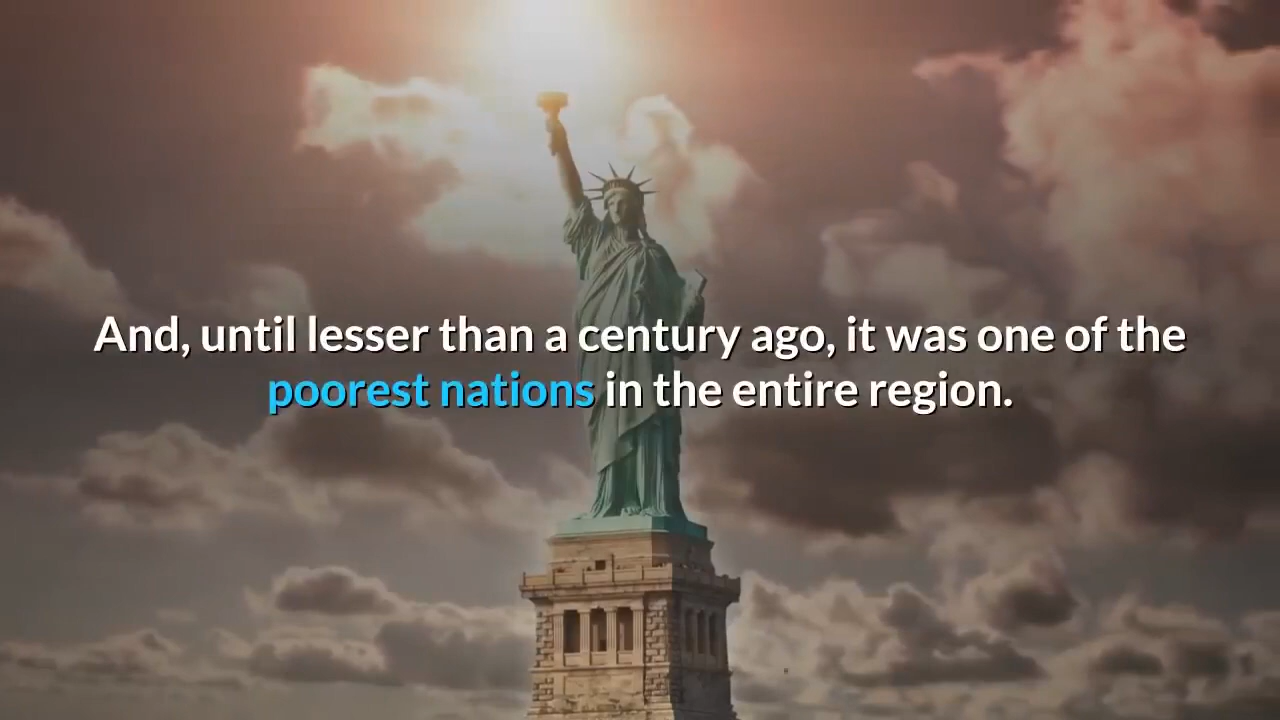 And, until lesser than a century ago, it was one of the
poorest nations in the entire region.